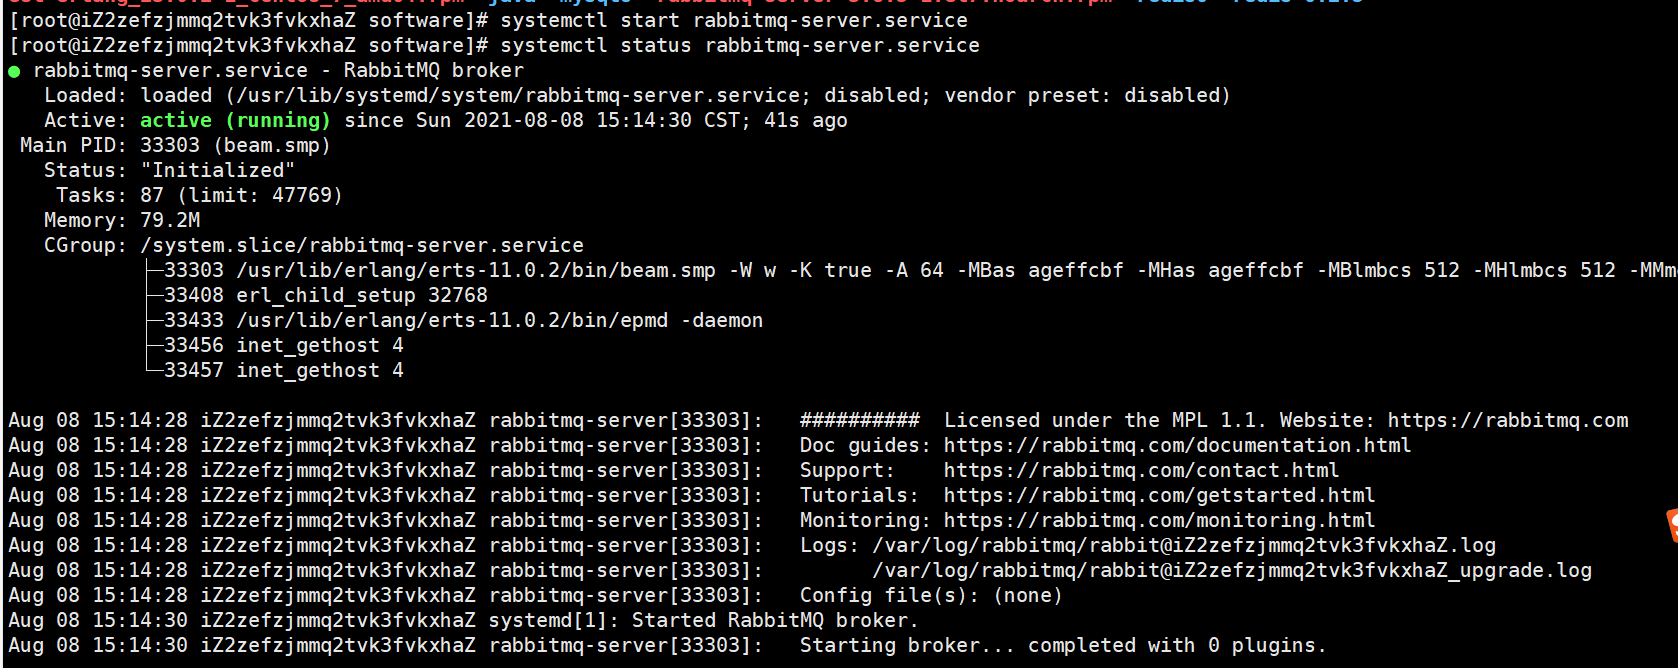 [root@iZ2zefzjmmq2tvk3fvkxhaZ software]# systemctl start rabbitmq-server.service
[root@iZ2zefzjmmq2tvk3fvkxhaZ software]# systemctl status rabbitmq-server.service
● rabbitmq-server.service - RabbitMQ broker
Loaded: loaded (/usr/lib/systemd/system/rabbitmq-server.service; disabled; vendor preset: disabled)
Active: active (running) since Sun 2021-08-08 15:14:30 CST; 41s ago
Main PID: 33303 (beam.smp)
Status: "Initialized"
Tasks: 87 (limit: 47769)
Memory: 79.2M
CGroup: /system.slice/rabbitmq-server.service
├─33303 /usr/lib/erlang/erts-11.0.2/bin/beam.smp -W w -K true -A 64 -MBas ageffcbf -MHas ageffcbf -MBlmbcs 512 -MHlmbcs 512 -MMm
├─33408 erl_child_setup 32768
├─33433 /usr/lib/erlang/erts-11.0.2/bin/epmd -daemon
├─33456 inet_gethost 4
└─33457 inet_gethost 4
Aug 08 15:14:28 iZ2zefzjmmq2tvk3fvkxhaZ rabbitmq-server[33303]: ########## Licensed under the MPL 1.1. Website: https://rabbitmq.com
Aug 08 15:14:28 iZ2zefzjmmq2tvk3fvkxhaZ rabbitmq-server[33303]: Doc guides: https://rabbitmq.com/documentation.html
Aug 08 15:14:28 iZ2zefzjmmq2tvk3fvkxhaZ rabbitmq-server[33303]: Support: https://rabbitmq.com/contact.html
Aug 08 15:14:28 iZ2zefzjmmq2tvk3fvkxhaZ rabbitmq-server[33303]: Tutorials: https://rabbitmq.com/getstarted.html
Aug 08 15:14:28 iZ2zefzjmmq2tvk3fvkxhaZ rabbitmq-server[33303]: Monitoring: https://rabbitmq.com/monitoring.html
Aug 08 15:14:28 iZ2zefzjmmq2tvk3fvkxhaZ rabbitmq-server[33303]: Logs: /var/log/rabbitmq/rabbit@iZ2zefzjmmq2tvk3fvkxhaZ.log
Aug 08 15:14:28 iZ2zefzjmmq2tvk3fvkxhaZ rabbitmq-server[33303]: /var/log/rabbitmq/rabbit@iZ2zefzjmmq2tvk3fvkxhaZ_upgrade.log
Aug 08 15:14:28 iZ2zefzjmmq2tvk3fvkxhaZ rabbitmq-server[33303]: Config file(s): (none)
Aug 08 15:14:30 iZ2zefzjmmq2tvk3fvkxhaZ systemd[1]: Started RabbitMQ broker.
Aug 08 15:14:30 iZ2zefzjmmq2tvk3fvkxhaZ rabbitmq-server[33303]: Starting broker... completed with 0 plugins.